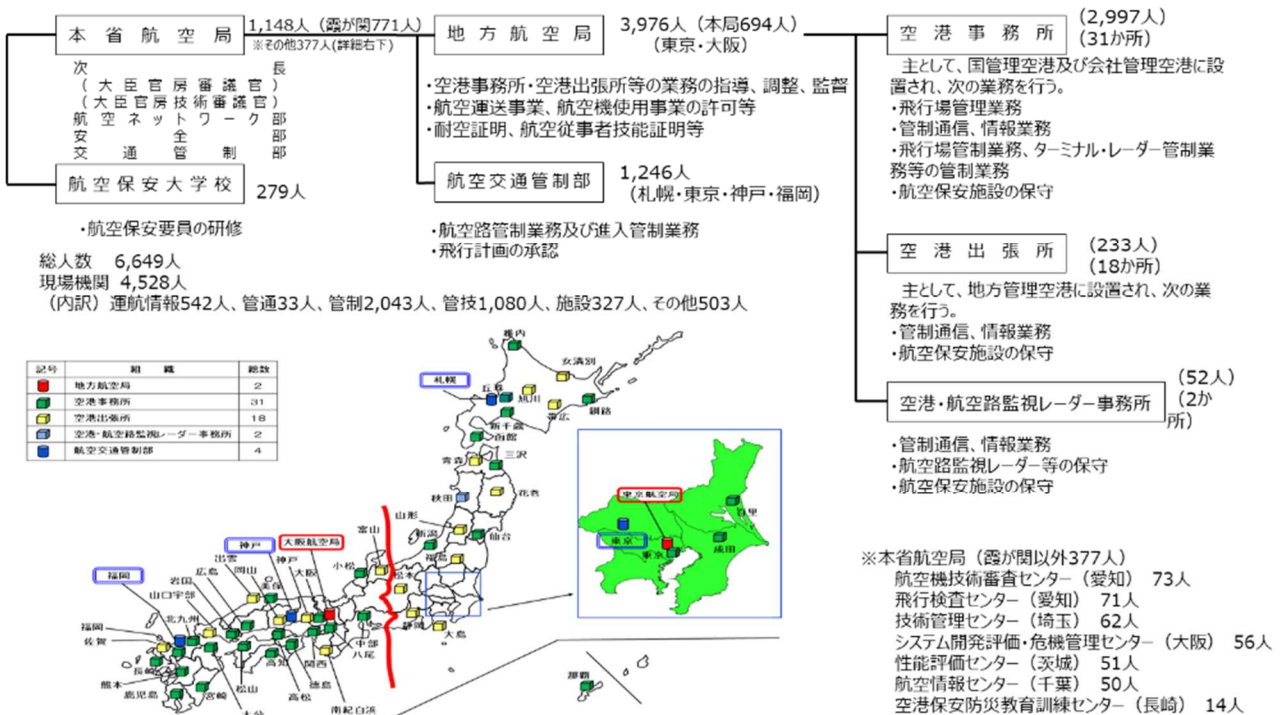 本省航空局
1,148人（霞が関771人）
※その他377人(詳細右下)
次長
（大臣官房審議官）
（大臣官房技術審議官）
航空ネットワーク部
安全部
交通管制部
航空保安大学校
279人
・航空保安要員の研修
総人数 6,649人
現場機関 4,528人
（内訳）運航情報542人、管通33人、管制2,043人、管技1,080人、施設327人、その他503人
地方航空局
3,976人（本局694人）
（東京・大阪）
・空港事務所・空港出張所等の業務の指導、調整、監督
・航空運送事業、航空機使用事業の許可等
・耐空証明、航空従事者技能証明等
航空交通管制部
1,246人
（札幌・東京・神戸・福岡）
・航空路管制業務及び進入管制業務
・飛行計画の承認
空港事務所
（2,997人）
（31か所）
主として、国管理空港及び会社管理空港に設
置され、次の業務を行う。
・飛行場管理業務
・管制通信、情報業務
・飛行場管制業務、ターミナル・レーダー管制業
務等の管制業務
・航空保安施設の保守
空港出張所
（233人）
（18か所）
主として、地方管理空港に設置され、次の業
務を行う。
・管制通信、情報業務
・航空保安施設の保守
空港・航空路監視レーダー事務所
（52人）
（2か
所）
・管制通信、情報業務
・航空路監視レーダー等の保守
・航空保安施設の保守
記号 組織 総数
地方航空局 2
空港事務所 31
空港出張所 18
空港・航空路監視レーダー事務所 2
航空交通管制部 4
稚内
女満別
札幌
丘珠
旭川
帯広
釧路
新千歳
函館
青森
三沢
秋田
花巻
山形
新潟
仙台
福島
富山
小松
松本
静岡
大島
神戸
大阪航空局
出雲
神戸
広島
岡山
大阪
美保
岩国
山口宇部
福岡
北九州
福岡
佐賀
長崎
熊本
鹿児島
宮崎
大分
松山
高知
高松
徳島
関西
南紀白浜
八尾
中部
那覇
東京航空局
東京
東京
成田
百里
※本省航空局（霞が関以外377人）
航空機技術審査センター（愛知） 73人
飛行検査センター（愛知） 71人
技術管理センター（埼玉） 62人
システム開発評価・危機管理センター（大阪） 56人
性能評価センター（茨城） 51人
航空情報センター（千葉） 50人
空港保安防災教育訓練センター（長崎） 14人